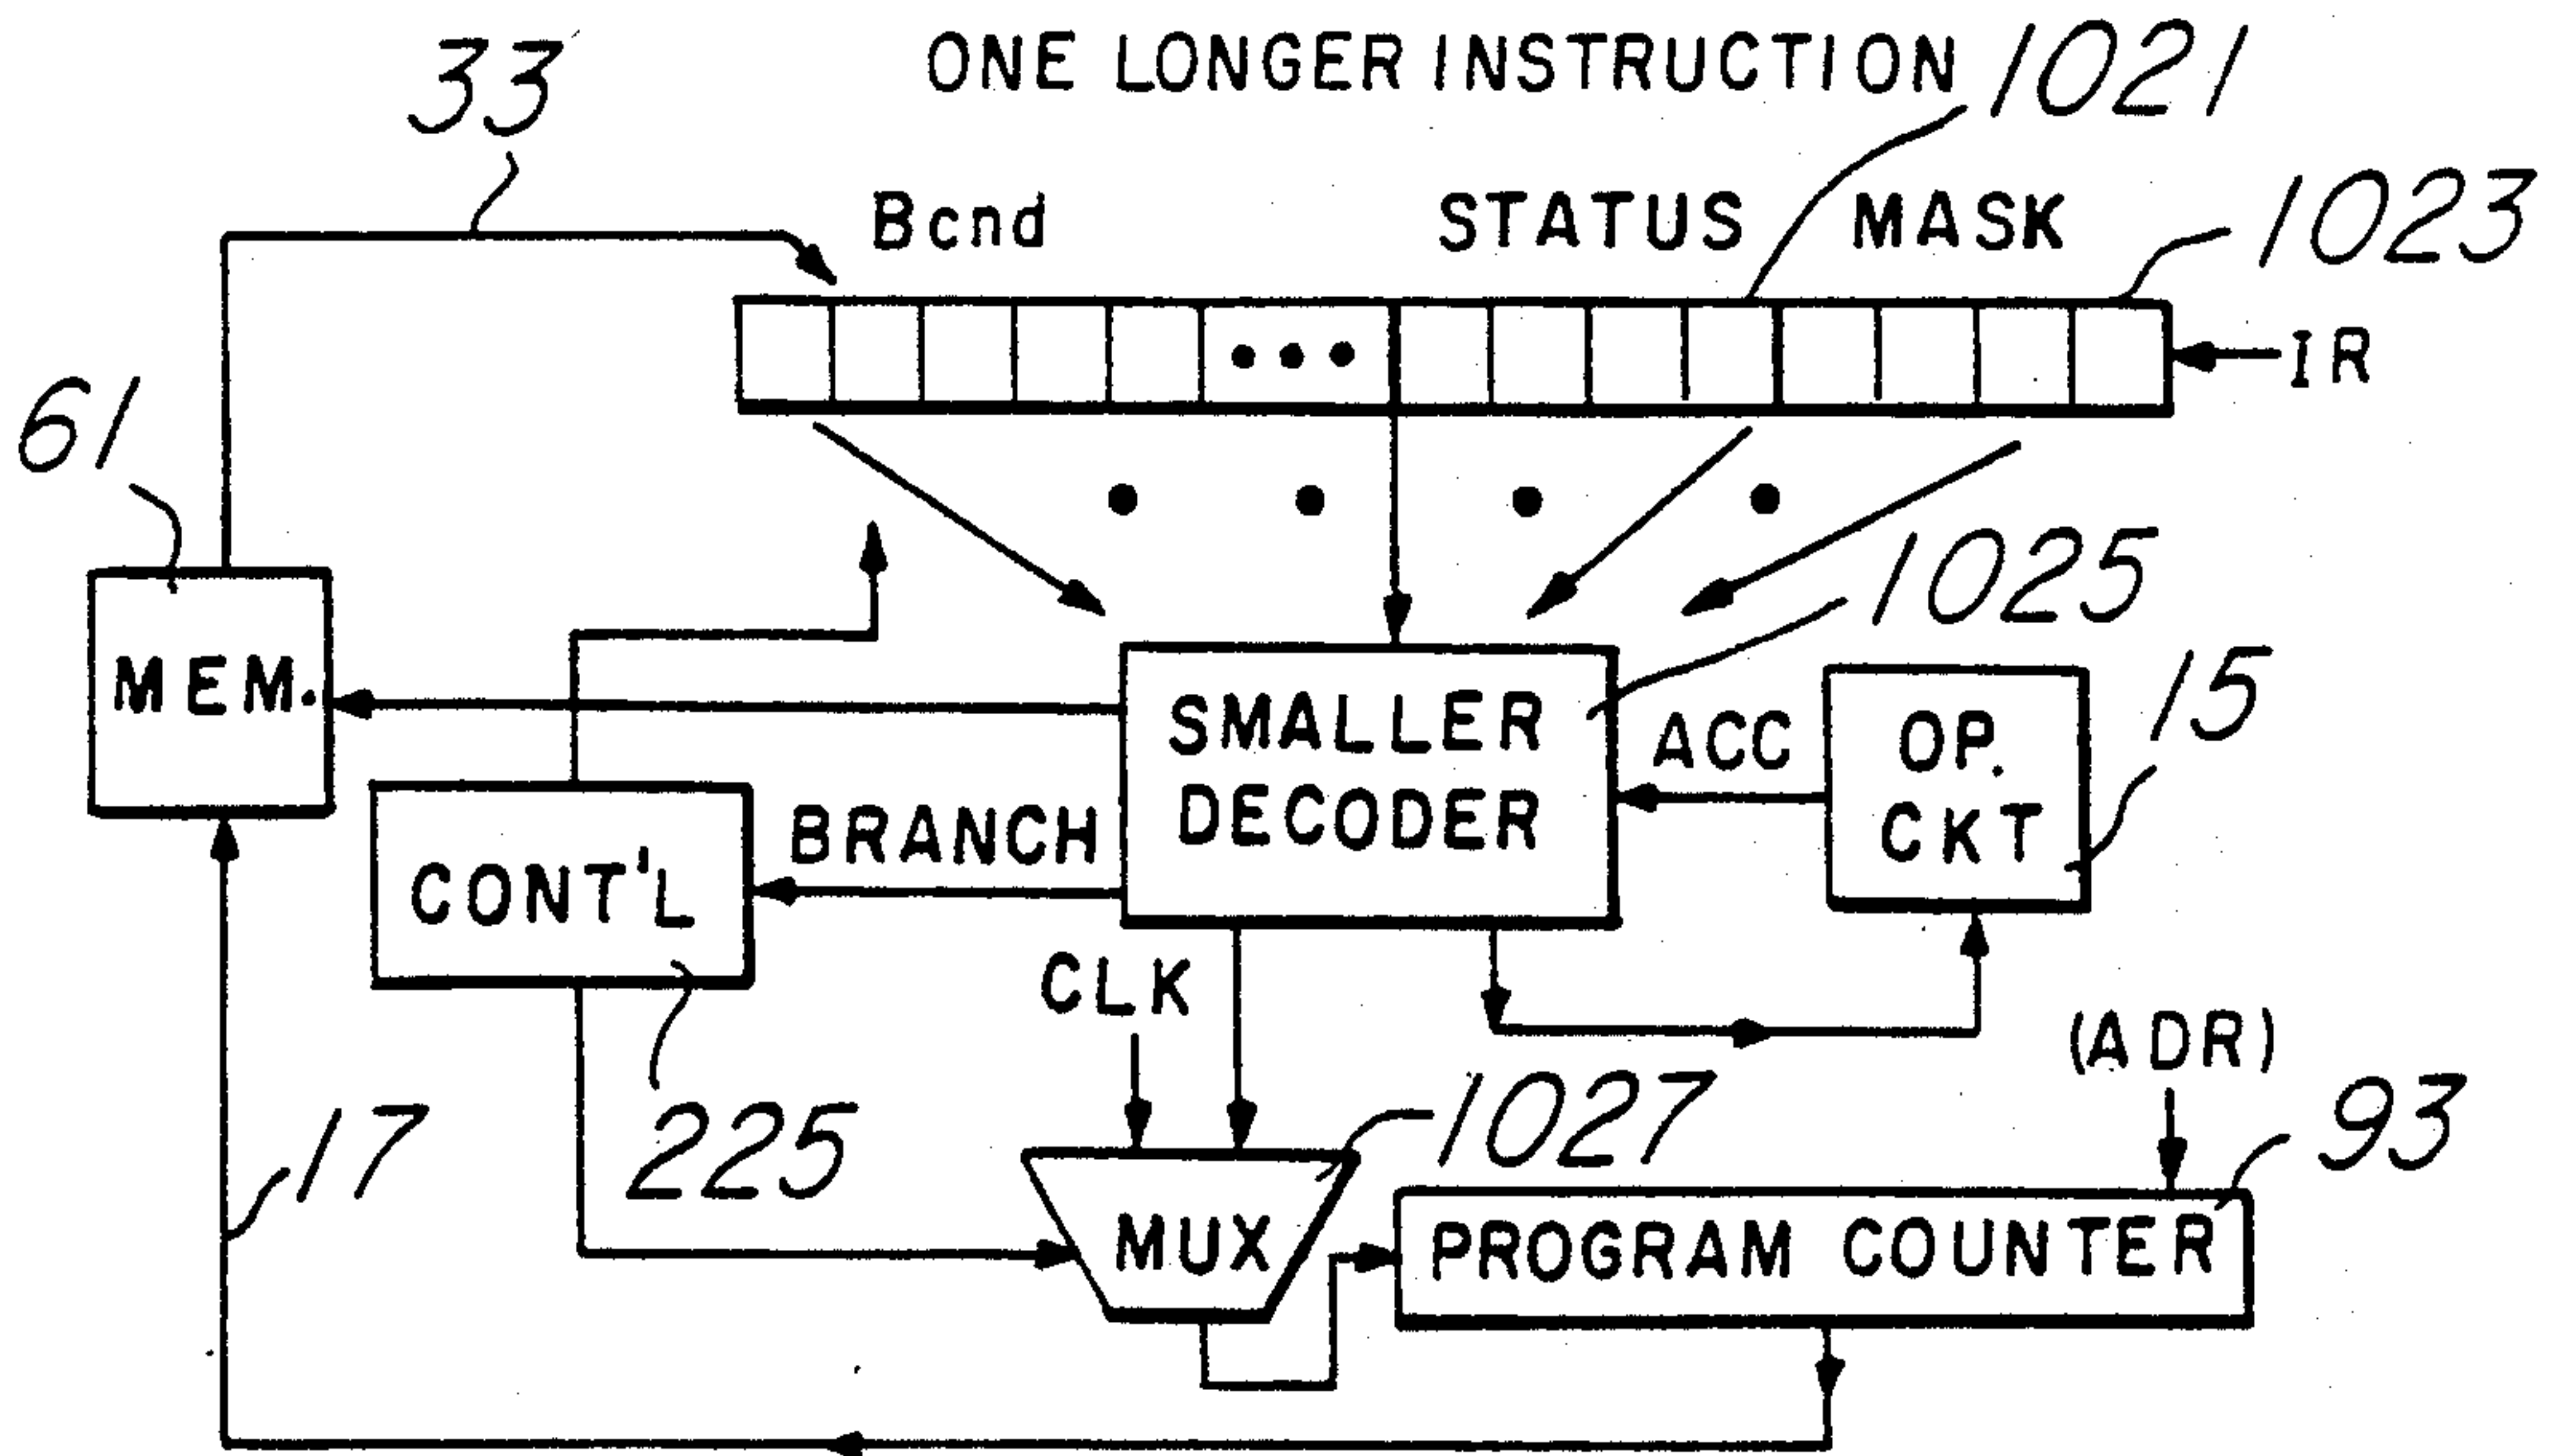 33
ONE LONGER INSTRUCTION
1021
Bcnd
STATUS MASK
1023
IR
61
1025
MEM.
SMALLER
DECODER
ACC
OP.
CKT
15
BRANCH
CONT'L
CLK
(ADR)
17
225
1027
93
MUX
PROGRAM COUNTER